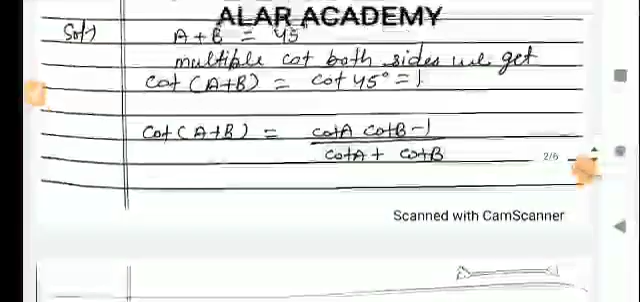 ALAR ACADEMY
Sol→ A + B = 45°
multiple cot both sides we get
cot (A+B) = cot 45° = 1
cot (A+B) = cotA cotB - 1
cotA + cotB
2/5
Scanned with CamScanner